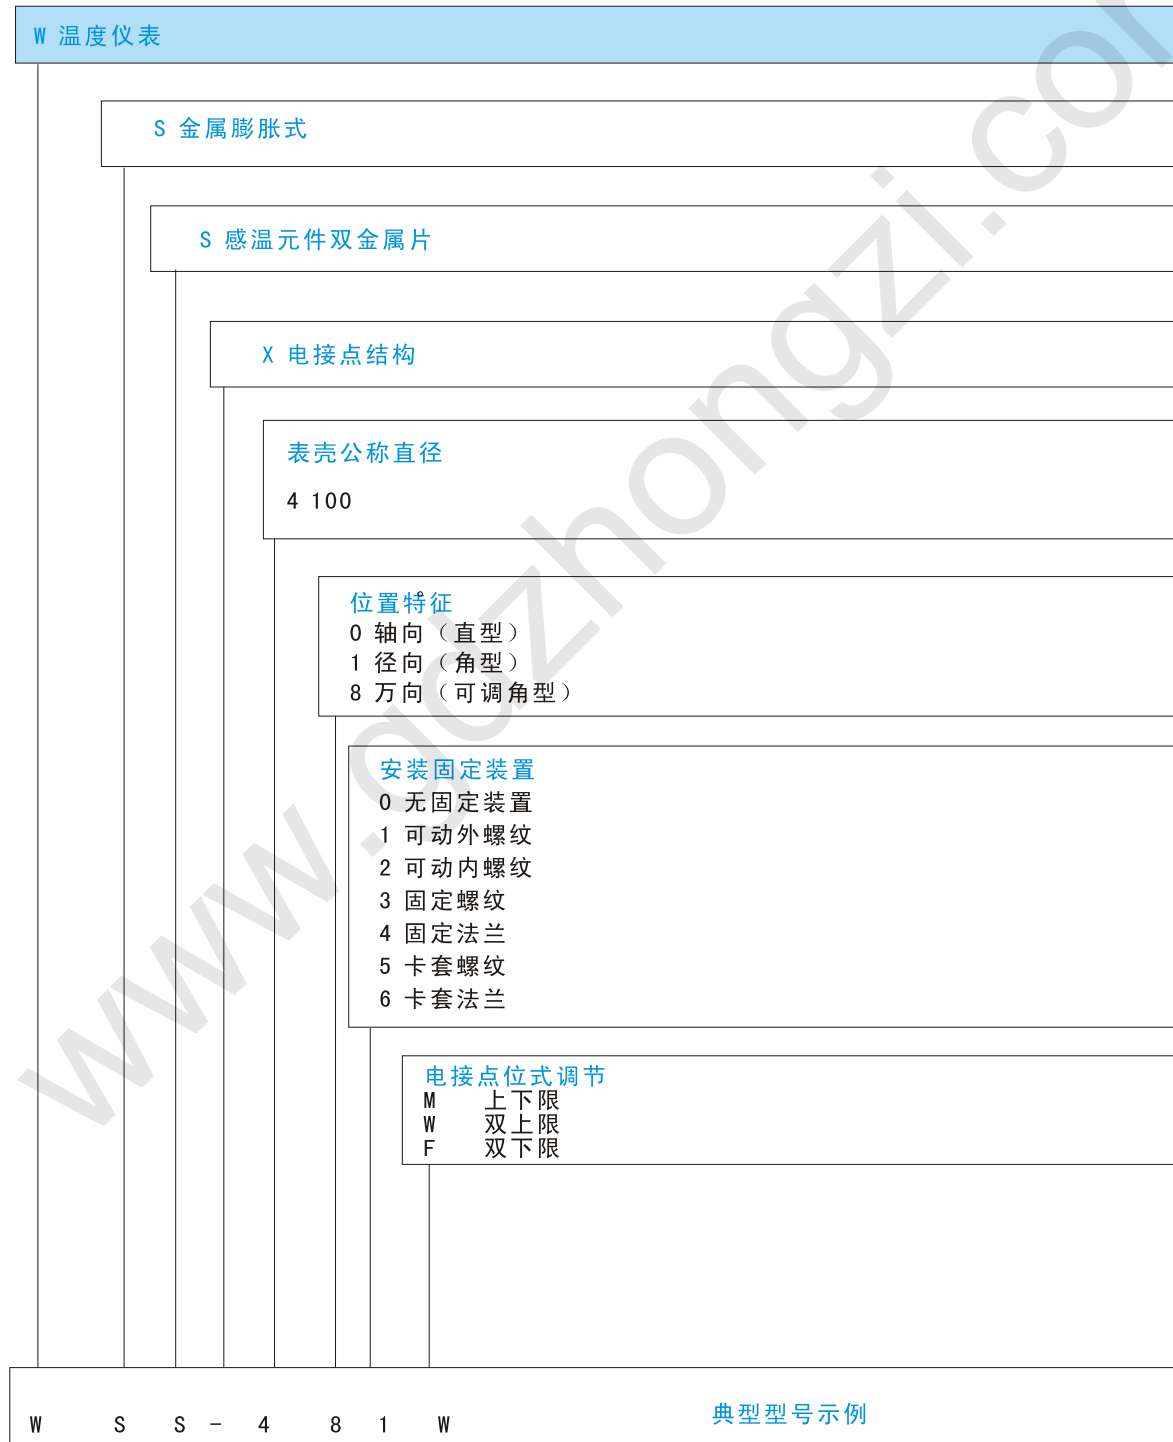 W 温度仪表
S 金属膨胀式
S 感温元件双金属片
X 电接点结构
表壳公称直径
4 100
位置特征
0 轴向（直型）
1 径向（角型）
8 万向（可调角型）
安装固定装置
0 无固定装置
1 可动外螺纹
2 可动内螺纹
3 固定螺纹
4 固定法兰
5 卡套螺纹
6 卡套法兰
电接点位式调节
M 上下限
W 双上限
F 双下限
W S S - 4 8 1 W 典型型号示例
www.gdzhongzi.com